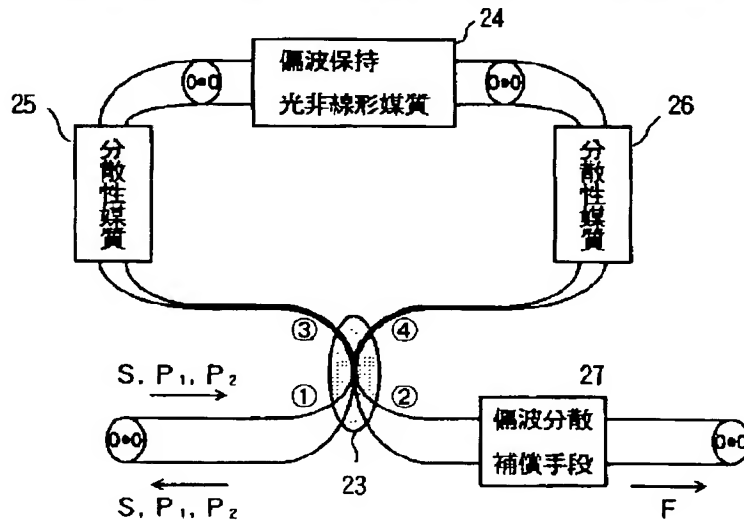 24
偏波保持
光非線形媒質
25
26
分散性媒質
分散性媒質
③
④
S, P₁, P₂
①
②
27
偏波分散
補償手段
23
S, P₁, P₂
F